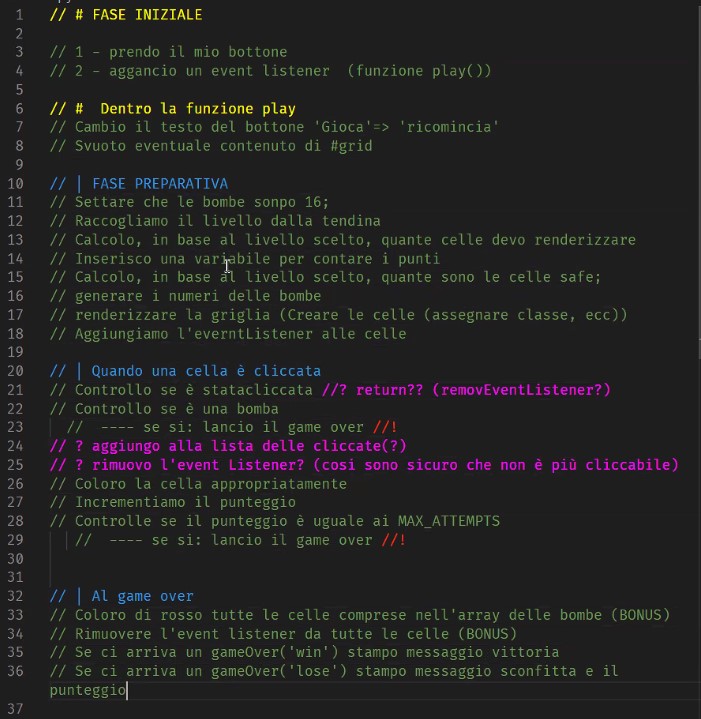 1 // # FASE INIZIALE
2
3 // 1 - prendo il mio bottone
4 // 2 - aggancio un event listener  (funzione play())
5
6 // #  Dentro la funzione play
7 // Cambio il testo del bottone 'Gioca'=> 'ricomincia'
8 // Svuoto eventuale contenuto di #grid
9
10 // | FASE PREPARATIVA
11 // Settare che le bombe sonpo 16;
12 // Raccogliamo il livello dalla tendina
13 // Calcolo, in base al livello scelto, quante celle devo renderizzare
14 // Inserisco una variabile per contare i punti
15 // Calcolo, in base al livello scelto, quante sono le celle safe;
16 // generare i numeri delle bombe
17 // renderizzare la griglia (Creare le celle (assegnare classe, ecc))
18 // Aggiungiamo l'everntListener alle celle
19
20 // | Quando una cella è cliccata
21 // Controllo se è statacliccata //? return?? (removEventListener?)
22 // Controllo se è una bomba
23 //  ---- se si: lancio il game over //!
24 // ? aggiungo alla lista delle cliccate(?)
25 // ? rimuovo l'event Listener? (cosi sono sicuro che non è più cliccabile)
26 // Coloro la cella appropriatamente
27 // Incrementiamo il punteggio
28 // Controlle se il punteggio è uguale ai MAX_ATTEMPTS
29 //  ---- se si: lancio il game over //!
30
31
32 // | Al game over
33 // Coloro di rosso tutte le celle comprese nell'array delle bombe (BONUS)
34 // Rimuovere l'event listener da tutte le celle (BONUS)
35 // Se ci arriva un gameOver('win') stampo messaggio vittoria
36 // Se ci arriva un gameOver('lose') stampo messaggio sconfitta e il
punteggio
37